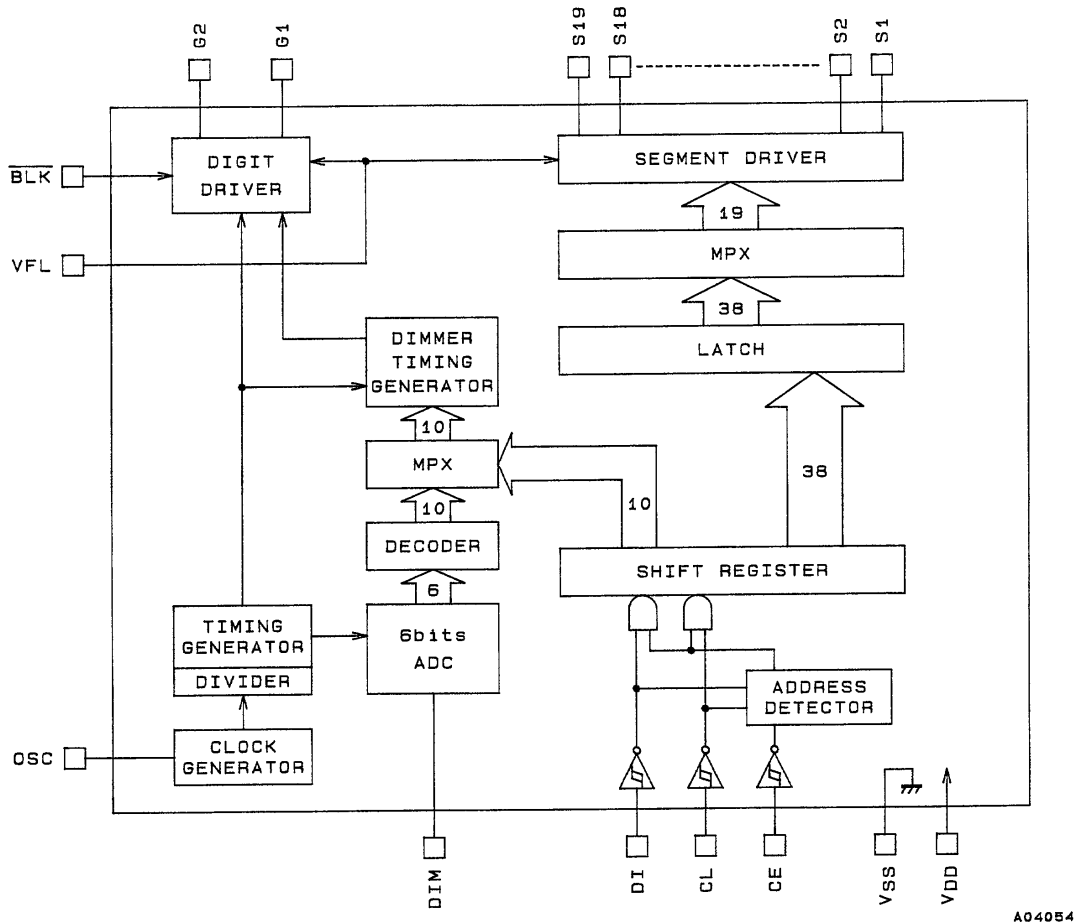 G2
G1
S19
S18
S2
S1
BLK
DIGIT
DRIVER
SEGMENT DRIVER
19
VFL
MPX
38
DIMMER
TIMING
GENERATOR
LATCH
10
MPX
38
10
10
DECODER
SHIFT REGISTER
6
TIMING
GENERATOR
6bits
ADC
DIVIDER
ADDRESS
DETECTOR
OSC
CLOCK
GENERATOR
DIM
DI
CL
CE
VSS
VDD
A04054